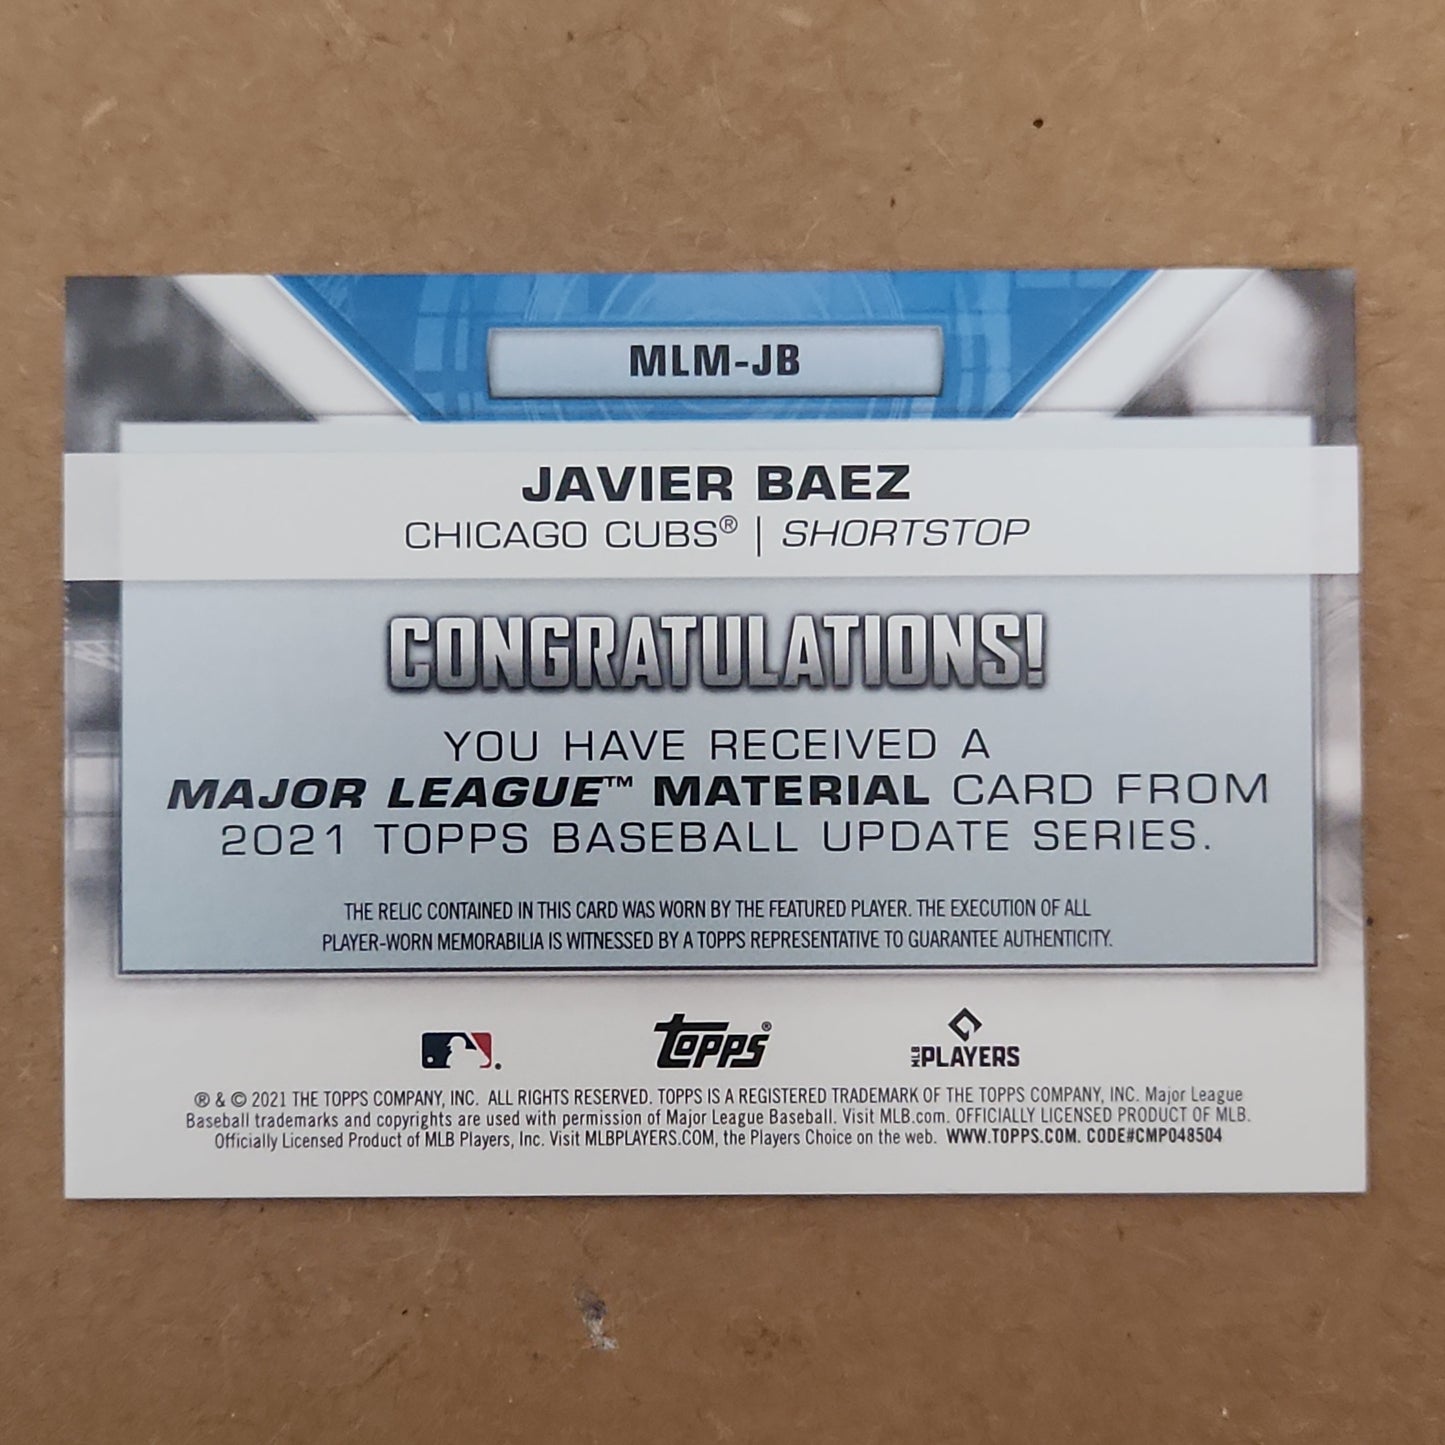 MLM-JB
JAVIER BAEZ
CHICAGO CUBS® | SHORTSTOP
CONGRATULATIONS!
YOU HAVE RECEIVED A
MAJOR LEAGUE™ MATERIAL CARD FROM
2021 TOPPS BASEBALL UPDATE SERIES.
THE RELIC CONTAINED IN THIS CARD WAS WORN BY THE FEATURED PLAYER. THE EXECUTION OF ALL
PLAYER-WORN MEMORABILIA IS WITNESSED BY A TOPPS REPRESENTATIVE TO GUARANTEE AUTHENTICITY.
Topps® MLB PLAYERS
® & © 2021 THE TOPPS COMPANY, INC. ALL RIGHTS RESERVED. TOPPS IS A REGISTERED TRADEMARK OF THE TOPPS COMPANY, INC. Major League
Baseball trademarks and copyrights are used with permission of Major League Baseball. Visit MLB.com. OFFICIALLY LICENSED PRODUCT OF MLB.
Officially Licensed Product of MLB Players, Inc. Visit MLBPLAYERS.COM, the Players Choice on the web. WWW.TOPPS.COM. CODE#CMP048504